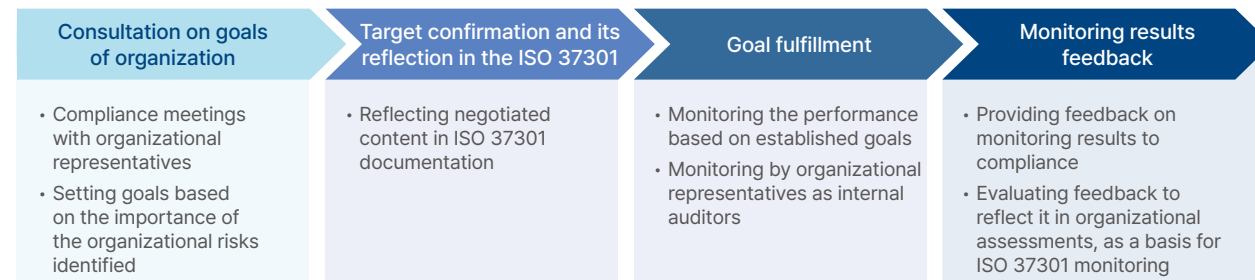 Consultation on goals
of organization
• Compliance meetings
with organizational
representatives
• Setting goals based
on the importance of
the organizational risks
identified
Target confirmation and its
reflection in the ISO 37301
• Reflecting negotiated
content in ISO 37301
documentation
Goal fulfillment
• Monitoring the performance
based on established goals
• Monitoring by organizational
representatives as internal
auditors
Monitoring results
feedback
• Providing feedback on
monitoring results to
compliance
• Evaluating feedback to
reflect it in organizational
assessments, as a basis for
ISO 37301 monitoring